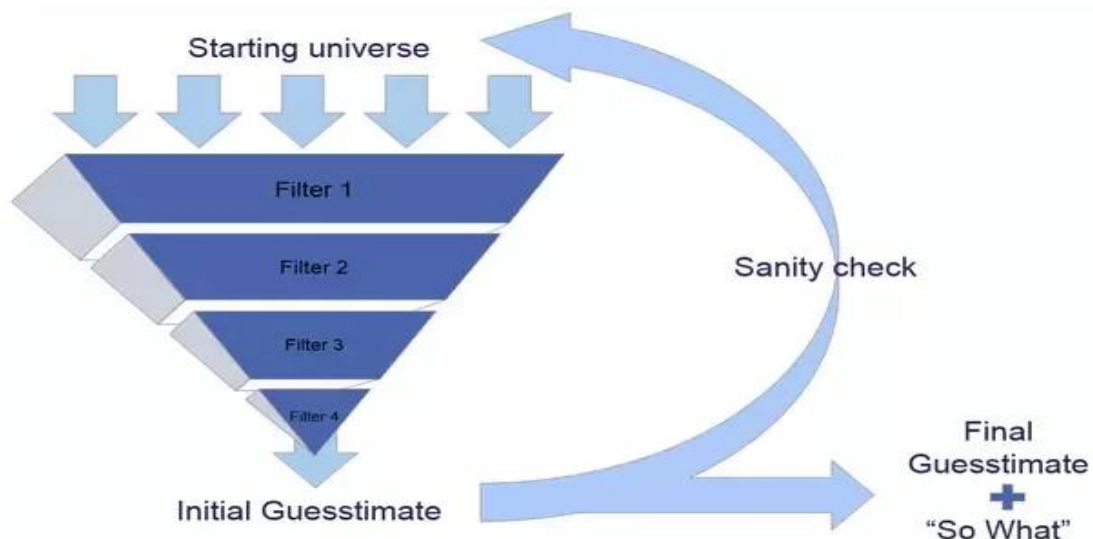 Starting universe
Filter 1
Filter 2
Sanity check
Filter 3
Filter 4
Initial Guesstimate
Final
Guesstimate
+
“So What”